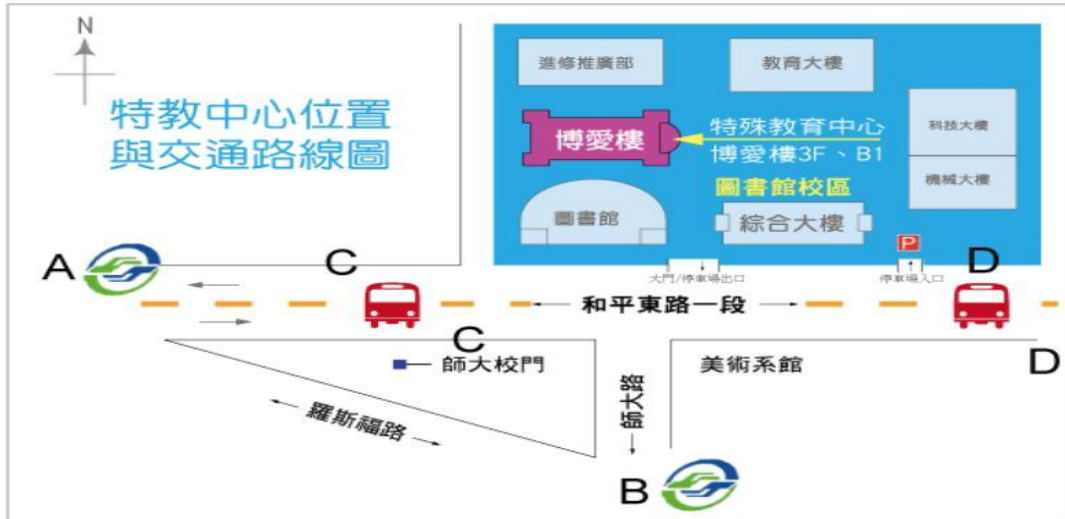 N
特教中心位置
與交通路線圖
進修推廣部
教育大樓
博愛樓
特殊教育中心
博愛樓3F、B1
科技大樓
圖書館校區
機械大樓
圖書館
綜合大樓
P
A
C
大門/停車場出口
停車場入口
D
和平東路一段
C
師大校門
美術系館
D
羅斯福路
師大路
B